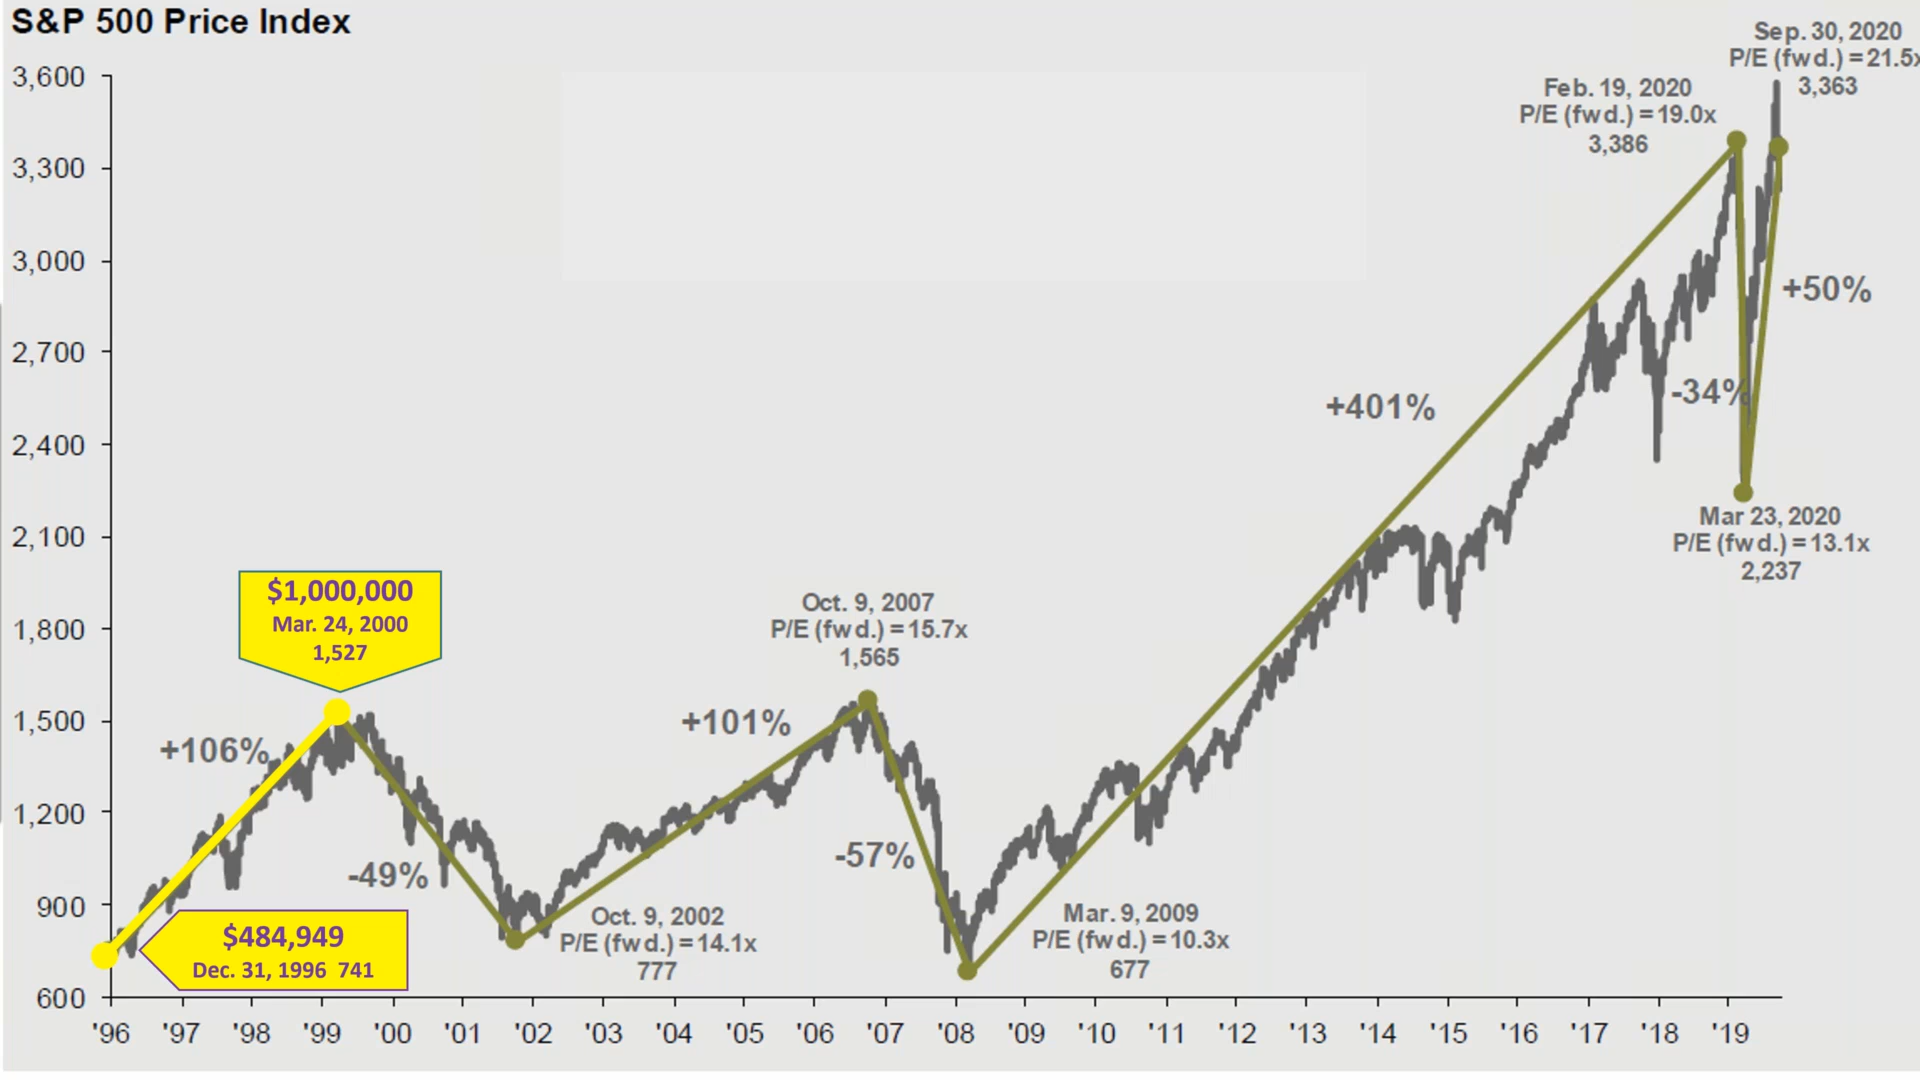 S&P 500 Price Index
Sep. 30, 2020
P/E (fwd.) = 21.5x
3,363
Feb. 19, 2020
P/E (fwd.) = 19.0x
3,386
3,600
3,300
3,000
2,700
2,400
2,100
1,800
1,500
1,200
900
600
+50%
-34%
+401%
Mar 23, 2020
P/E (fwd.) = 13.1x
2,237
$1,000,000
Mar. 24, 2000
1,527
Oct. 9, 2007
P/E (fwd.) = 15.7x
1,565
+106%
+101%
-49%
-57%
$484,949
Dec. 31, 1996 741
Oct. 9, 2002
P/E (fwd.) = 14.1x
777
Mar. 9, 2009
P/E (fwd.) = 10.3x
677
'96 '97 '98 '99 '00 '01 '02 '03 '04 '05 '06 '07 '08 '09 '10 '11 '12 '13 '14 '15 '16 '17 '18 '19